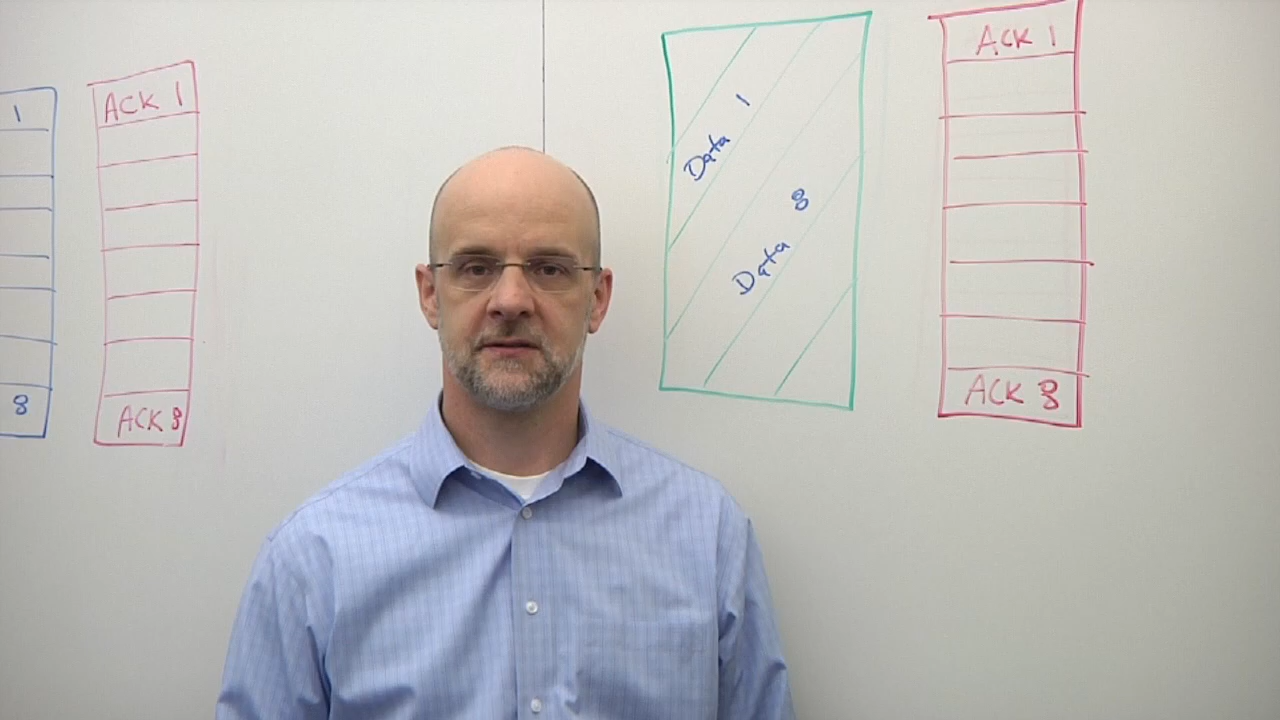 1
8
ACK 1
ACK 8
Data 1
Data 8
ACK 1
ACK 8